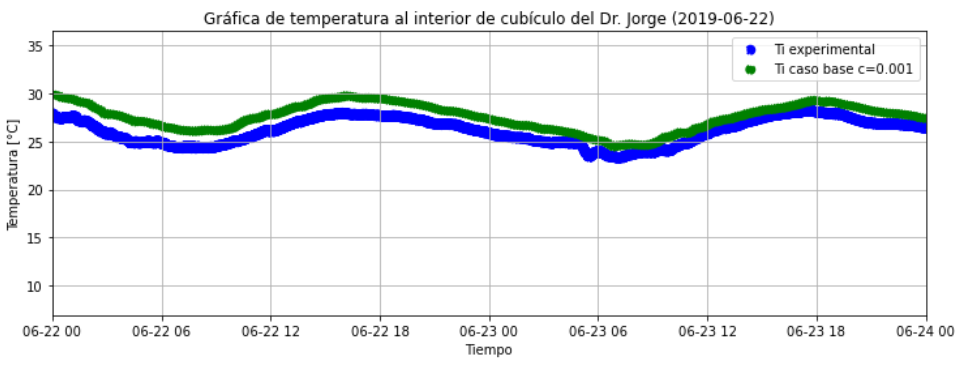 Gráfica de temperatura al interior de cubículo del Dr. Jorge (2019-06-22)
Ti experimental
Ti caso base c=0.001
Temperatura [°C]
35
30
25
20
15
10
06-22 00 06-22 06 06-22 12 06-22 18 06-23 00 06-23 06 06-23 12 06-23 18 06-24 00
Tiempo